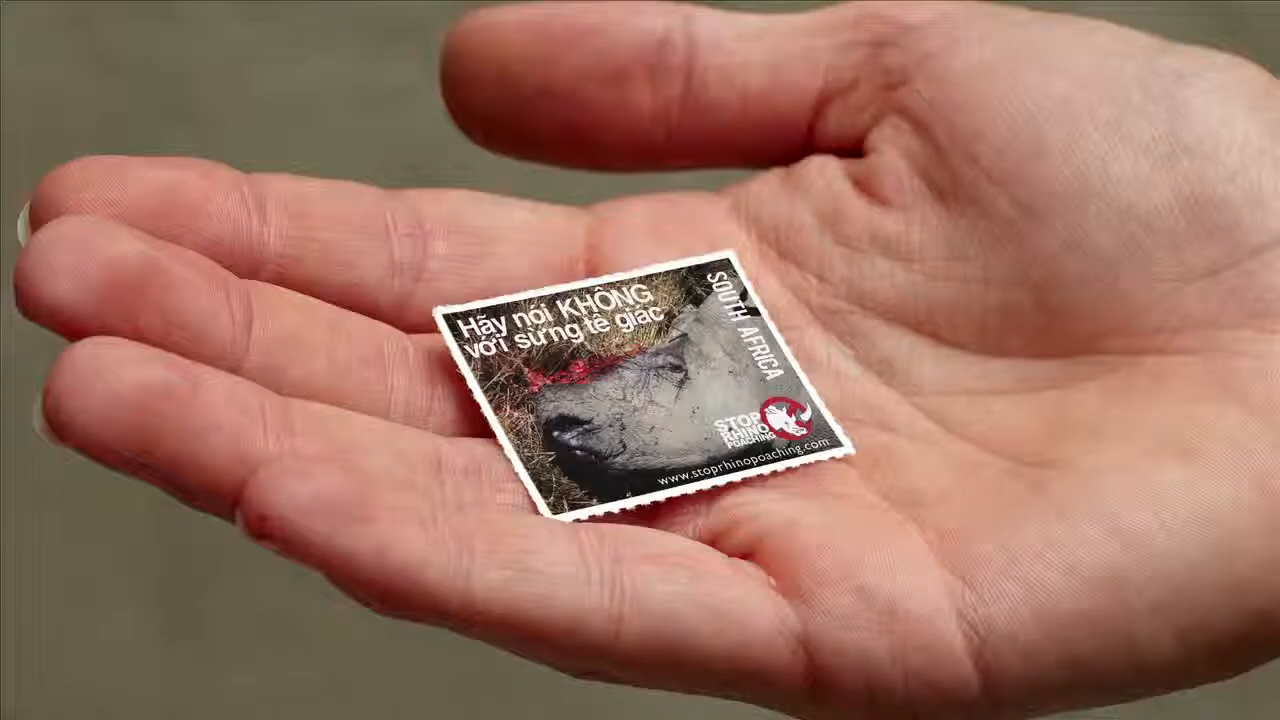 Hãy nói KHÔNG
với sừng tê giác
SOUTH AFRICA
STOP
RHINO
POACHING
www.stoprhinopoaching.com